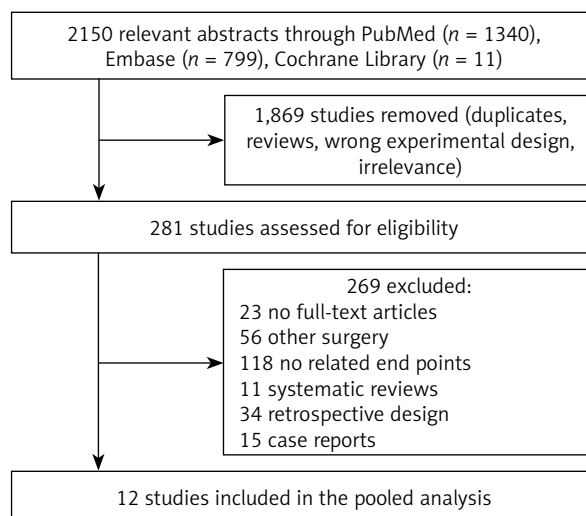 2150 relevant abstracts through PubMed (n = 1340),
Embase (n = 799), Cochrane Library (n = 11)
1,869 studies removed (duplicates,
reviews, wrong experimental design,
irrelevance)
281 studies assessed for eligibility
269 excluded:
23 no full-text articles
56 other surgery
118 no related end points
11 systematic reviews
34 retrospective design
15 case reports
12 studies included in the pooled analysis